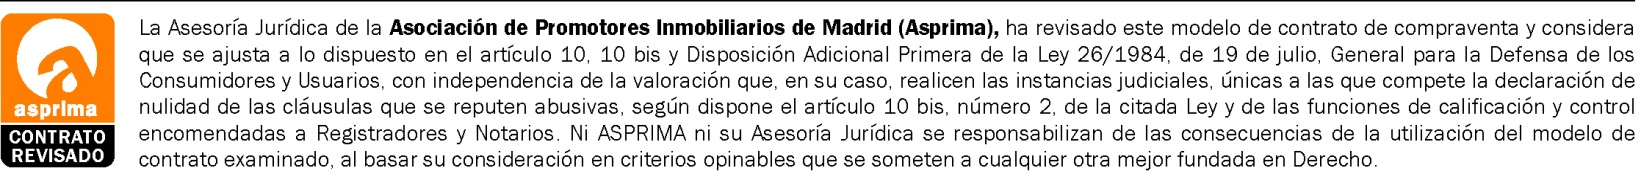 La Asesoría Jurídica de la Asociación de Promotores Inmobiliarios de Madrid (Asprima), ha revisado este modelo de contrato de compraventa y considera
que se ajusta a lo dispuesto en el artículo 10, 10 bis y Disposición Adicional Primera de la Ley 26/1984, de 19 de julio, General para la Defensa de los
Consumidores y Usuarios, con independencia de la valoración que, en su caso, realicen las instancias judiciales, únicas a las que compete la declaración de
nulidad de las cláusulas que se reputen abusivas, según dispone el artículo 10 bis, número 2, de la citada Ley y de las funciones de calificación y control
encomendadas a Registradores y Notarios. Ni ASPRIMA ni su Asesoría Jurídica se responsabilizan de las consecuencias de la utilización del modelo de
contrato examinado, al basar su consideración en criterios opinables que se someten a cualquier otra mejor fundada en Derecho.
asprima
CONTRATO
REVISADO